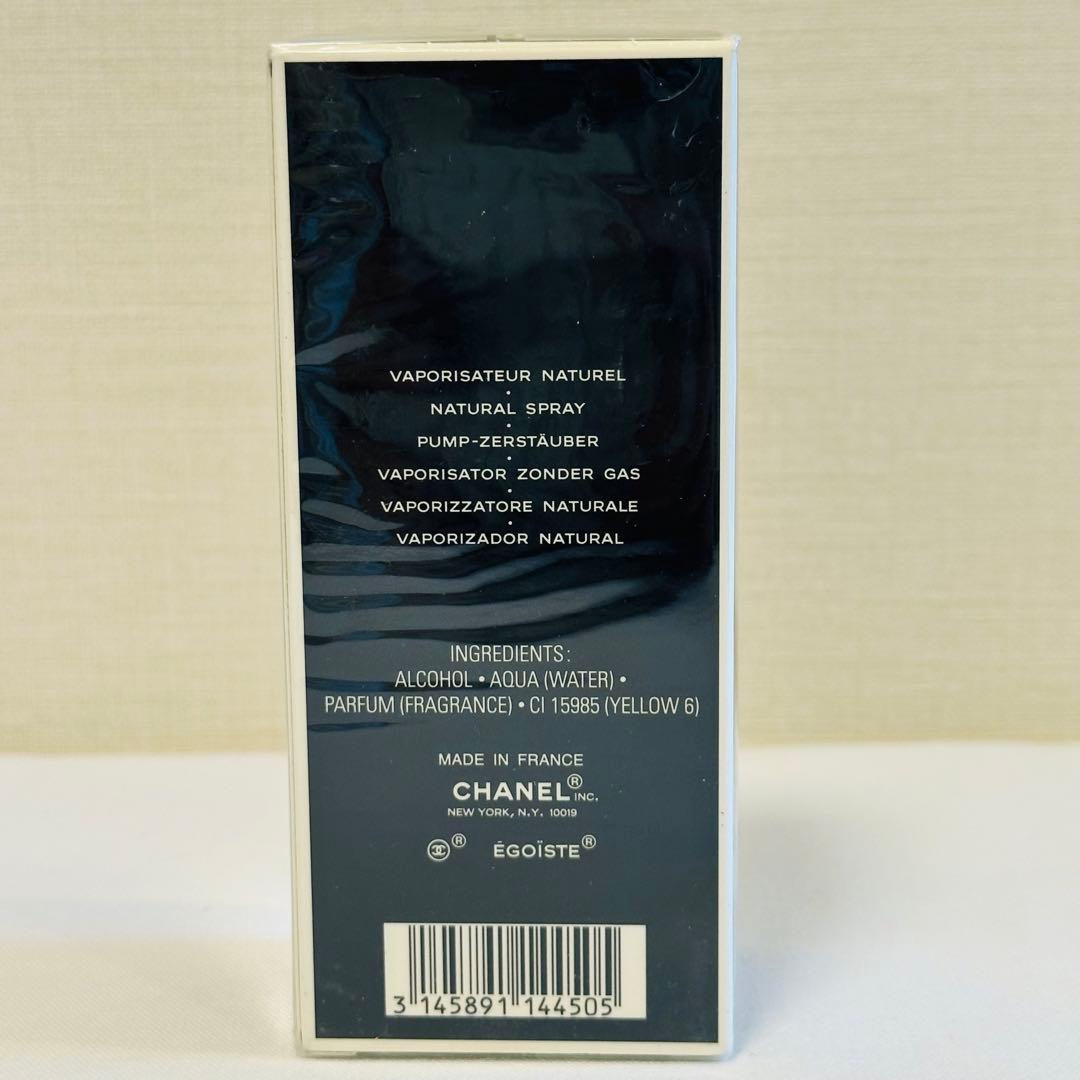 VAPORISATEUR NATUREL
•
NATURAL SPRAY
•
PUMP-ZERSTÄUBER
•
VAPORISATOR ZONDER GAS
•
VAPORIZZATORE NATURALE
•
VAPORIZADOR NATURAL
INGREDIENTS:
ALCOHOL • AQUA (WATER) •
PARFUM (FRAGRANCE) • CI 15985 (YELLOW 6)
MADE IN FRANCE
CHANEL® INC.
NEW YORK, N.Y. 10019
® ÉGOÏSTE®
3 145891 144505